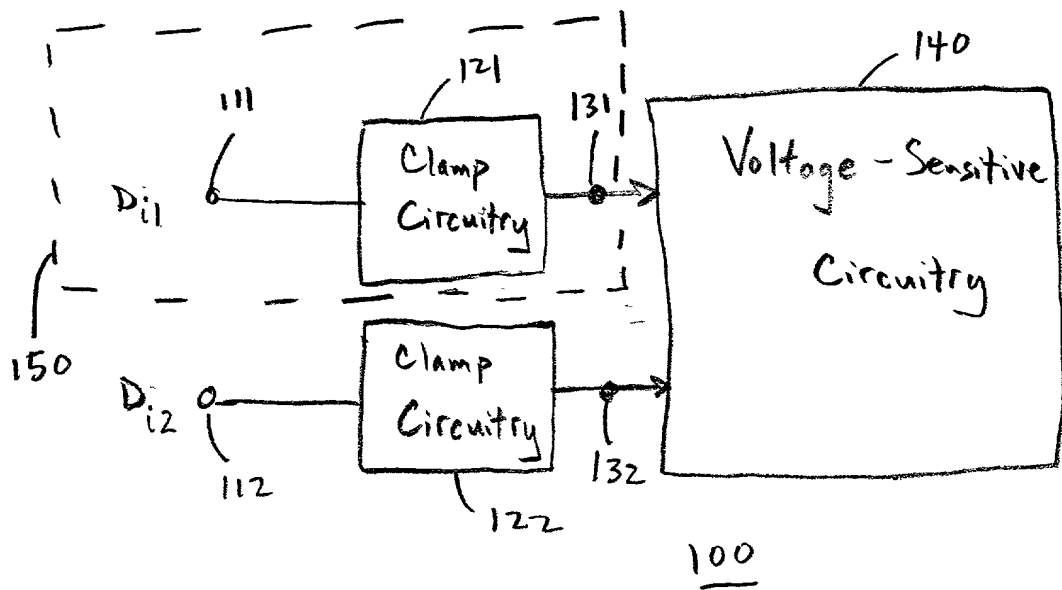 140
121
111
131
Clamp
Circuitry
Voltage - Sensitive
Circuitry
Di1
150
Clamp
Circuitry
Di2
112
132
122
100